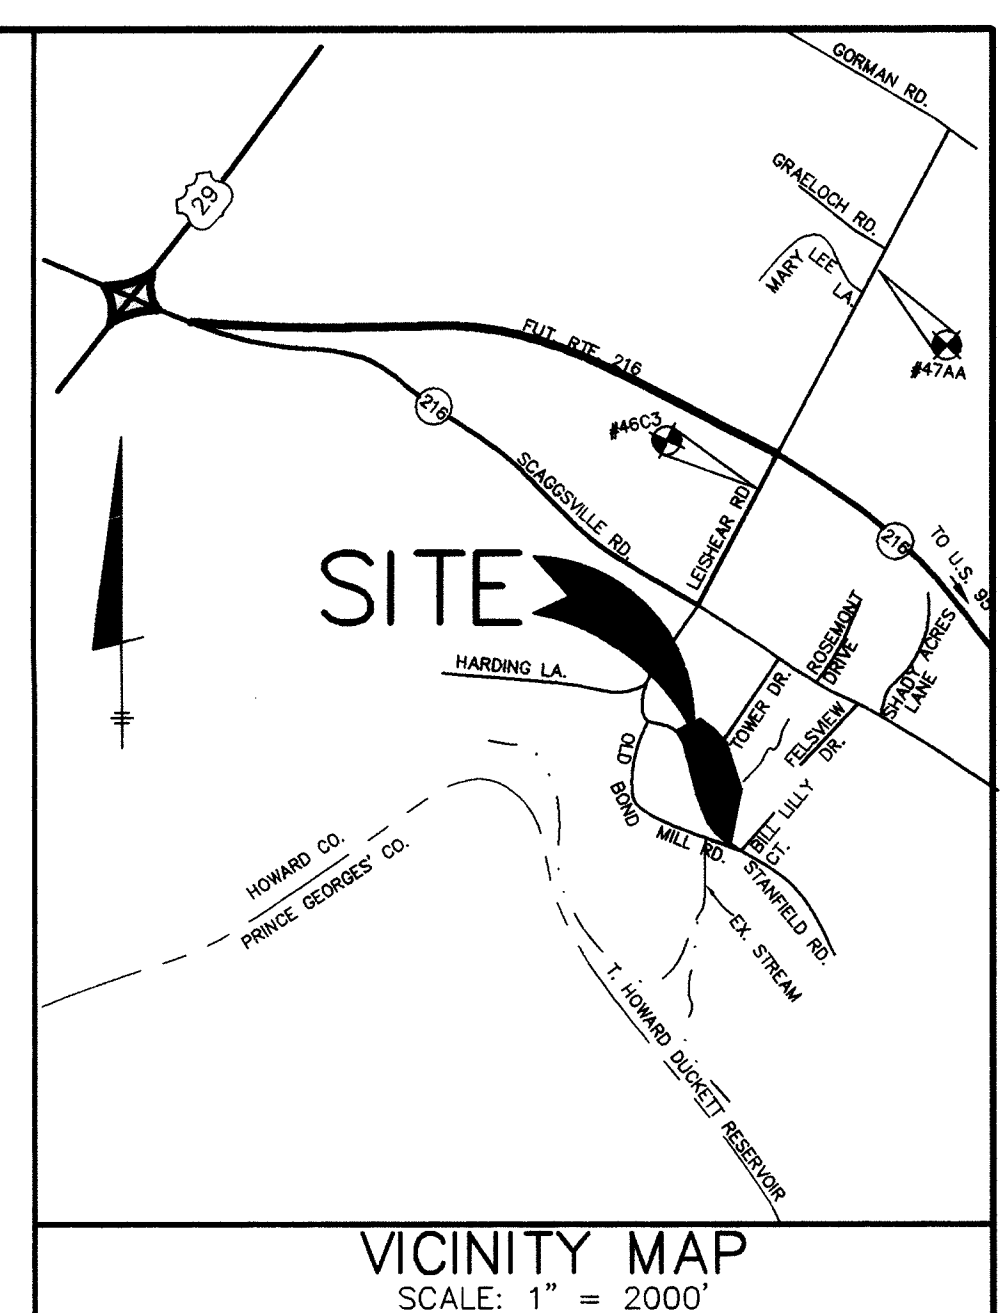 GORMAN RD.
GRAELOCH RD.
MARY LEE LA.
29
#47AA
FUT. RTE. 216
216
#46C3
SCAGGSVILLE RD.
LEISHEAR RD.
216
TO U.S. 95
SITE
HARDING LA.
ROSEMONT
DRIVE
SHADY ACRES
LANE
TOWER DR.
FELSVIEW
DR.
OLD BOND MILL RD.
BILL LILLY
CT.
STANFIELD RD.
EX. STREAM
HOWARD CO.
PRINCE GEORGES' CO.
T. HOWARD DUCKETT RESERVOIR
VICINITY MAP
SCALE: 1" = 2000'